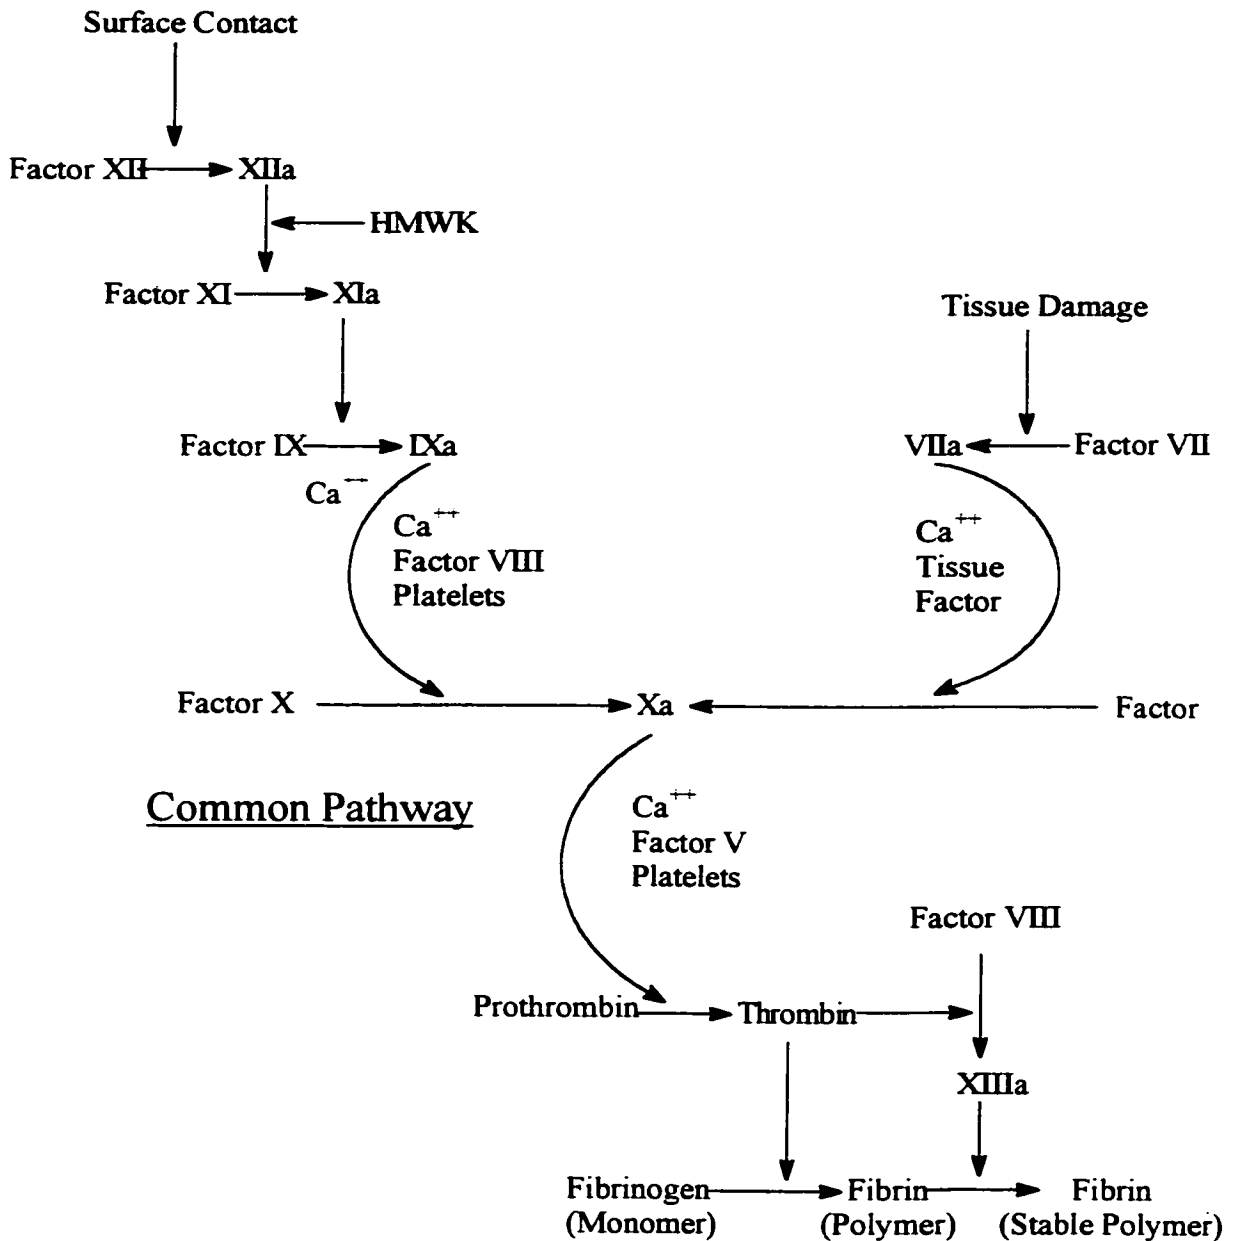 Surface Contact
Factor XII
XIIa
HMWK
Factor XI
XIa
Tissue Damage
Factor IX
IXa
VIIa
Factor VII
Ca --
Ca ++
Factor VIII
Platelets
Ca ++
Tissue
Factor
Factor X
Xa
Factor
Common Pathway
Ca ++
Factor V
Platelets
Factor VIII
Prothrombin
Thrombin
XIIIa
Fibrinogen
(Monomer)
Fibrin
(Polymer)
Fibrin
(Stable Polymer)